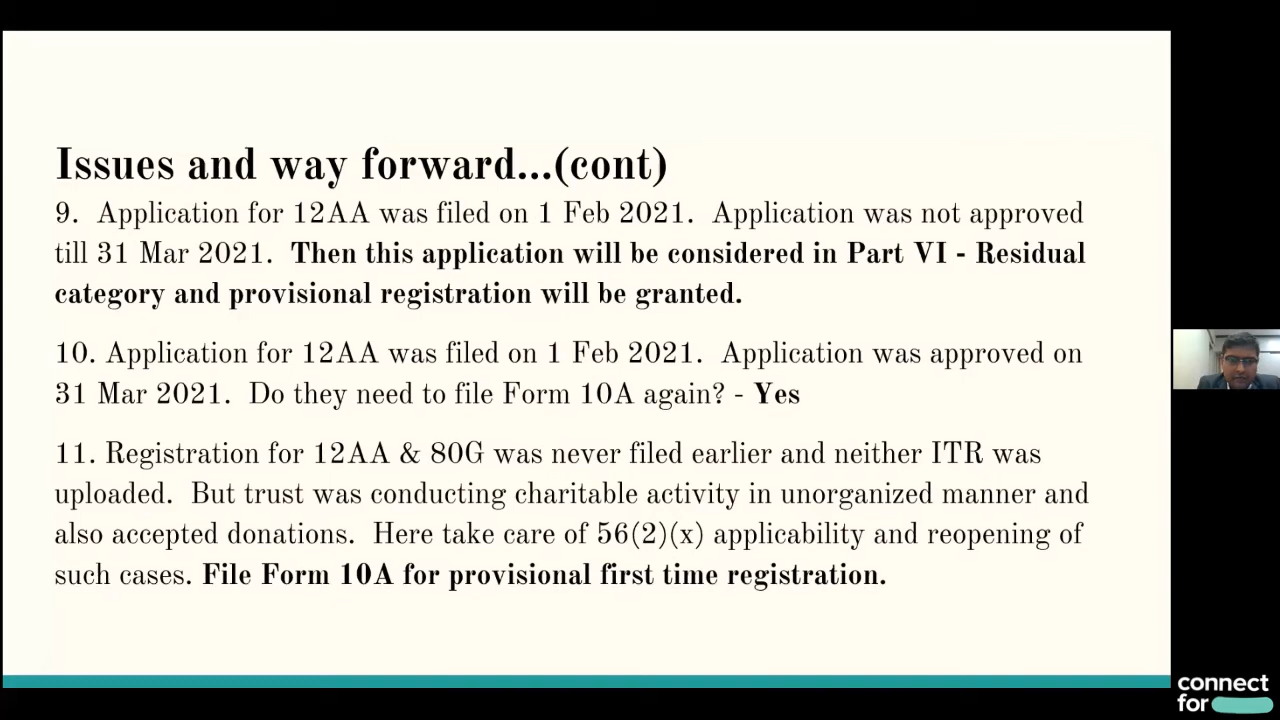 Issues and way forward...(cont)
9. Application for 12AA was filed on 1 Feb 2021. Application was not approved
till 31 Mar 2021. Then this application will be considered in Part VI - Residual
category and provisional registration will be granted.
10. Application for 12AA was filed on 1 Feb 2021. Application was approved on
31 Mar 2021. Do they need to file Form 10A again? - Yes
11. Registration for 12AA & 80G was never filed earlier and neither ITR was
uploaded. But trust was conducting charitable activity in unorganized manner and
also accepted donations. Here take care of 56(2)(x) applicability and reopening of
such cases. File Form 10A for provisional first time registration.
connect
for